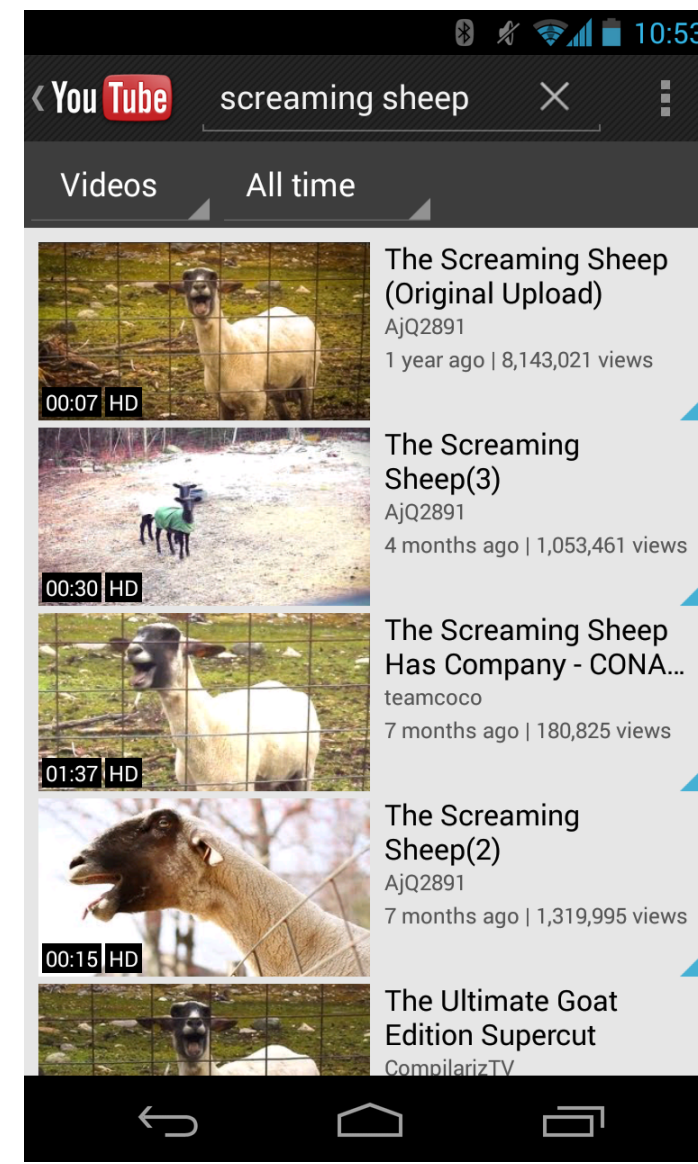 10:53
You Tube screaming sheep
Videos All time
The Screaming Sheep
(Original Upload)
AjQ2891
1 year ago | 8,143,021 views
00:07 HD
The Screaming
Sheep(3)
AjQ2891
4 months ago | 1,053,461 views
00:30 HD
The Screaming Sheep
Has Company - CONA...
teamcoco
7 months ago | 180,825 views
01:37 HD
The Screaming
Sheep(2)
AjQ2891
7 months ago | 1,319,995 views
00:15 HD
The Ultimate Goat
Edition Supercut
CompilarizTV